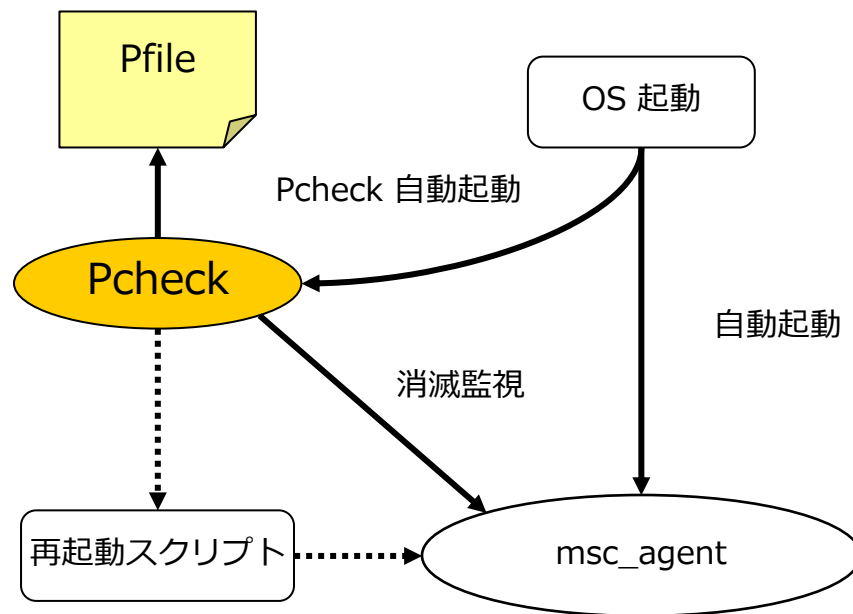 Pfile
OS 起動
Pcheck 自動起動
Pcheck
自動起動
消滅監視
再起動スクリプト
msc_agent